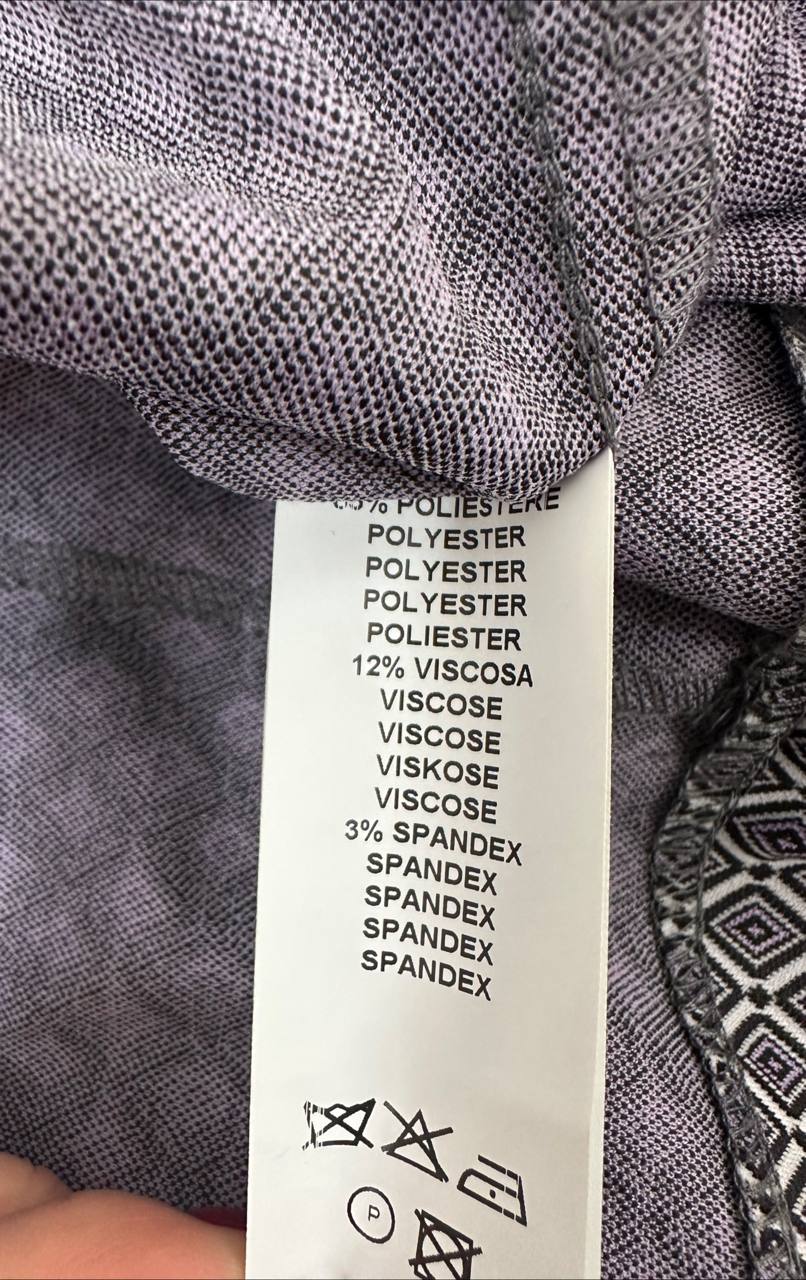 % POLIESTERE
POLYESTER
POLYESTER
POLYESTER
POLIESTER
12% VISCOSA
VISCOSE
VISCOSE
VISKOSE
VISCOSE
3% SPANDEX
SPANDEX
SPANDEX
SPANDEX
SPANDEX
P